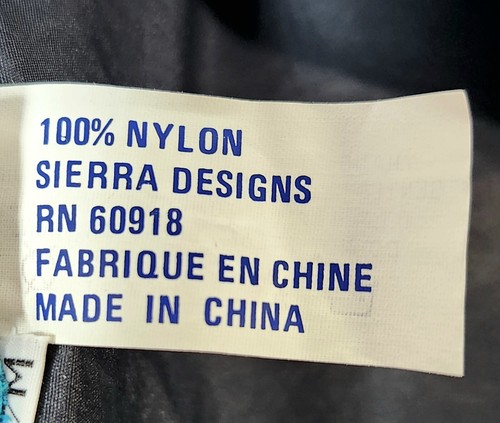 100% NYLON
SIERRA DESIGNS
RN 60918
FABRIQUE EN CHINE
MADE IN CHINA
M